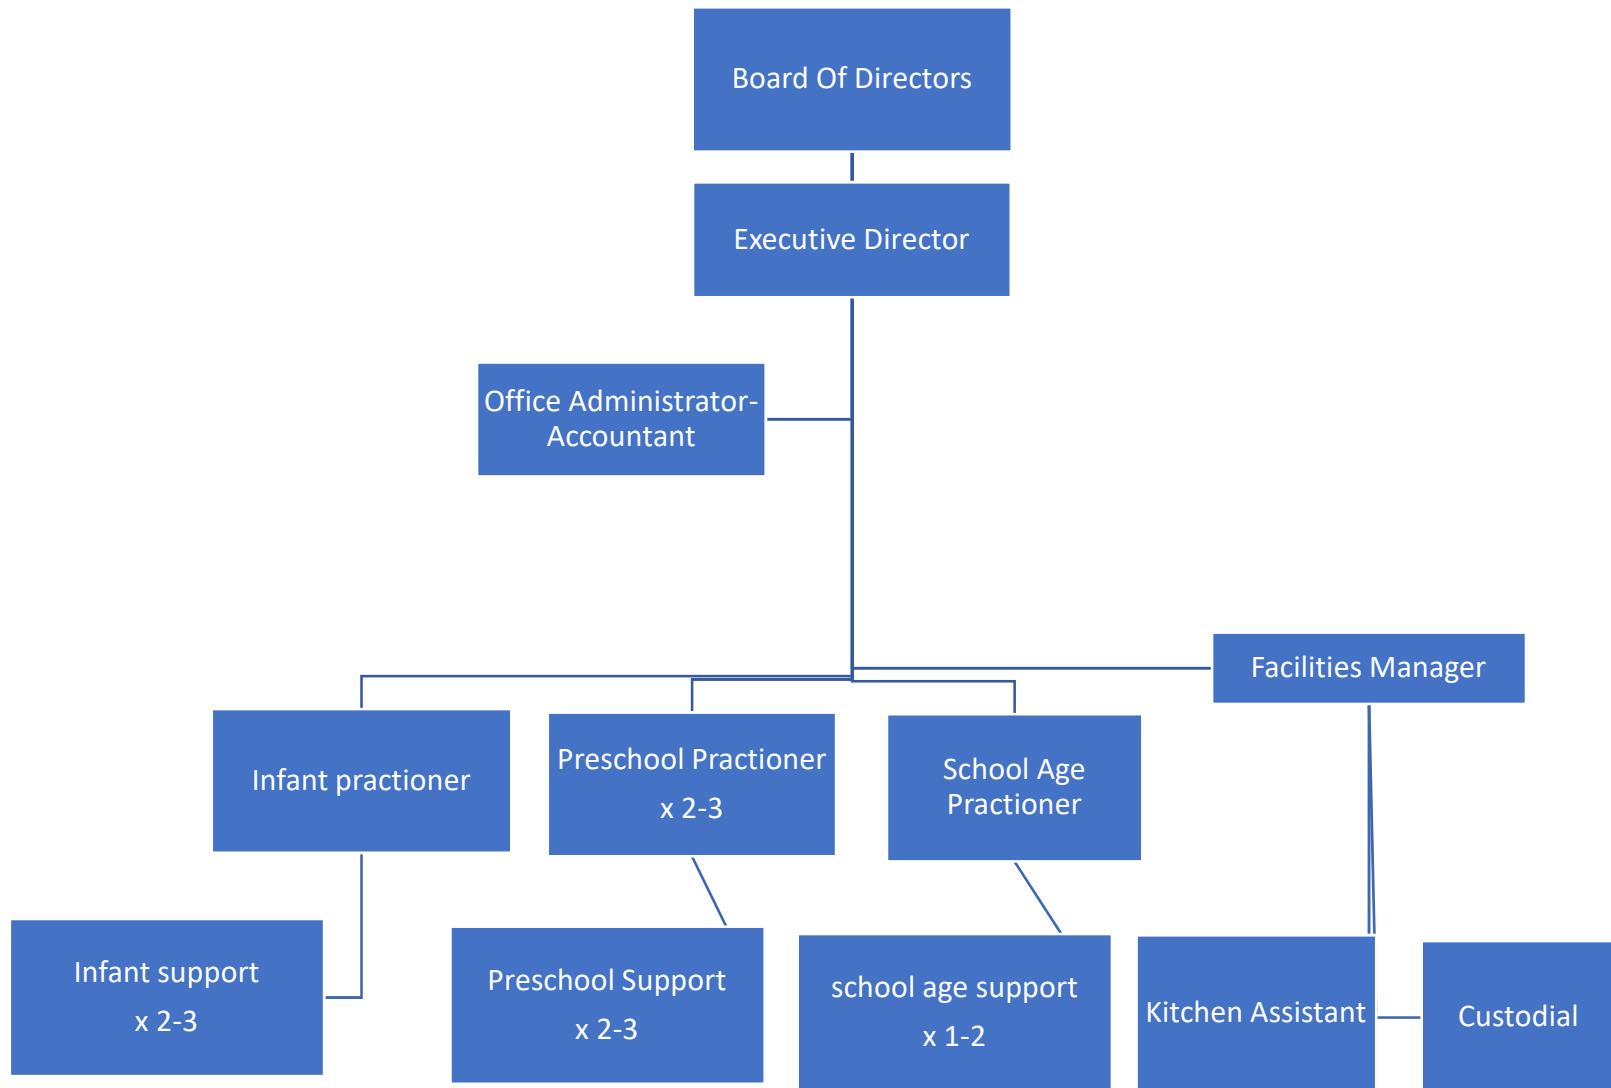 Board Of Directors
Executive Director
Office Administrator-
Accountant
Facilities Manager
Infant practioner
Preschool Practioner
x 2-3
School Age
Practioner
Infant support
x 2-3
Preschool Support
x 2-3
school age support
x 1-2
Kitchen Assistant
Custodial